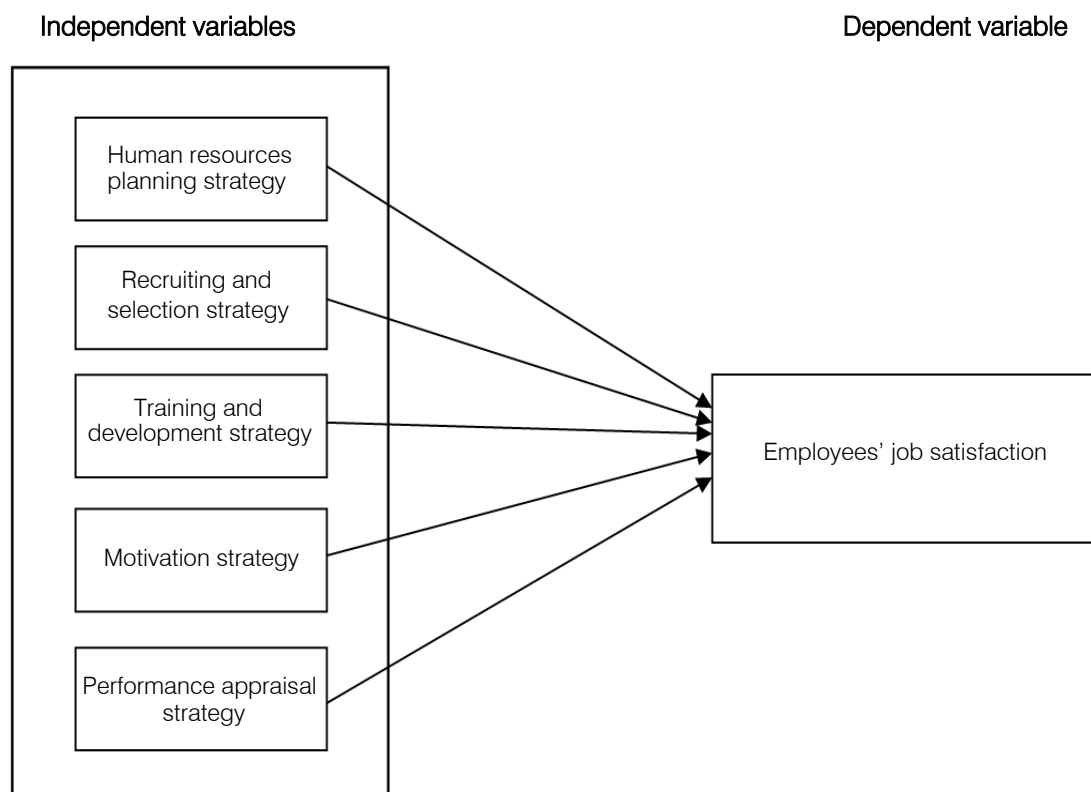 Independent variables
Dependent variable
Human resources
planning strategy
Recruiting and
selection strategy
Training and
development strategy
Motivation strategy
Performance appraisal
strategy
Employees’ job satisfaction